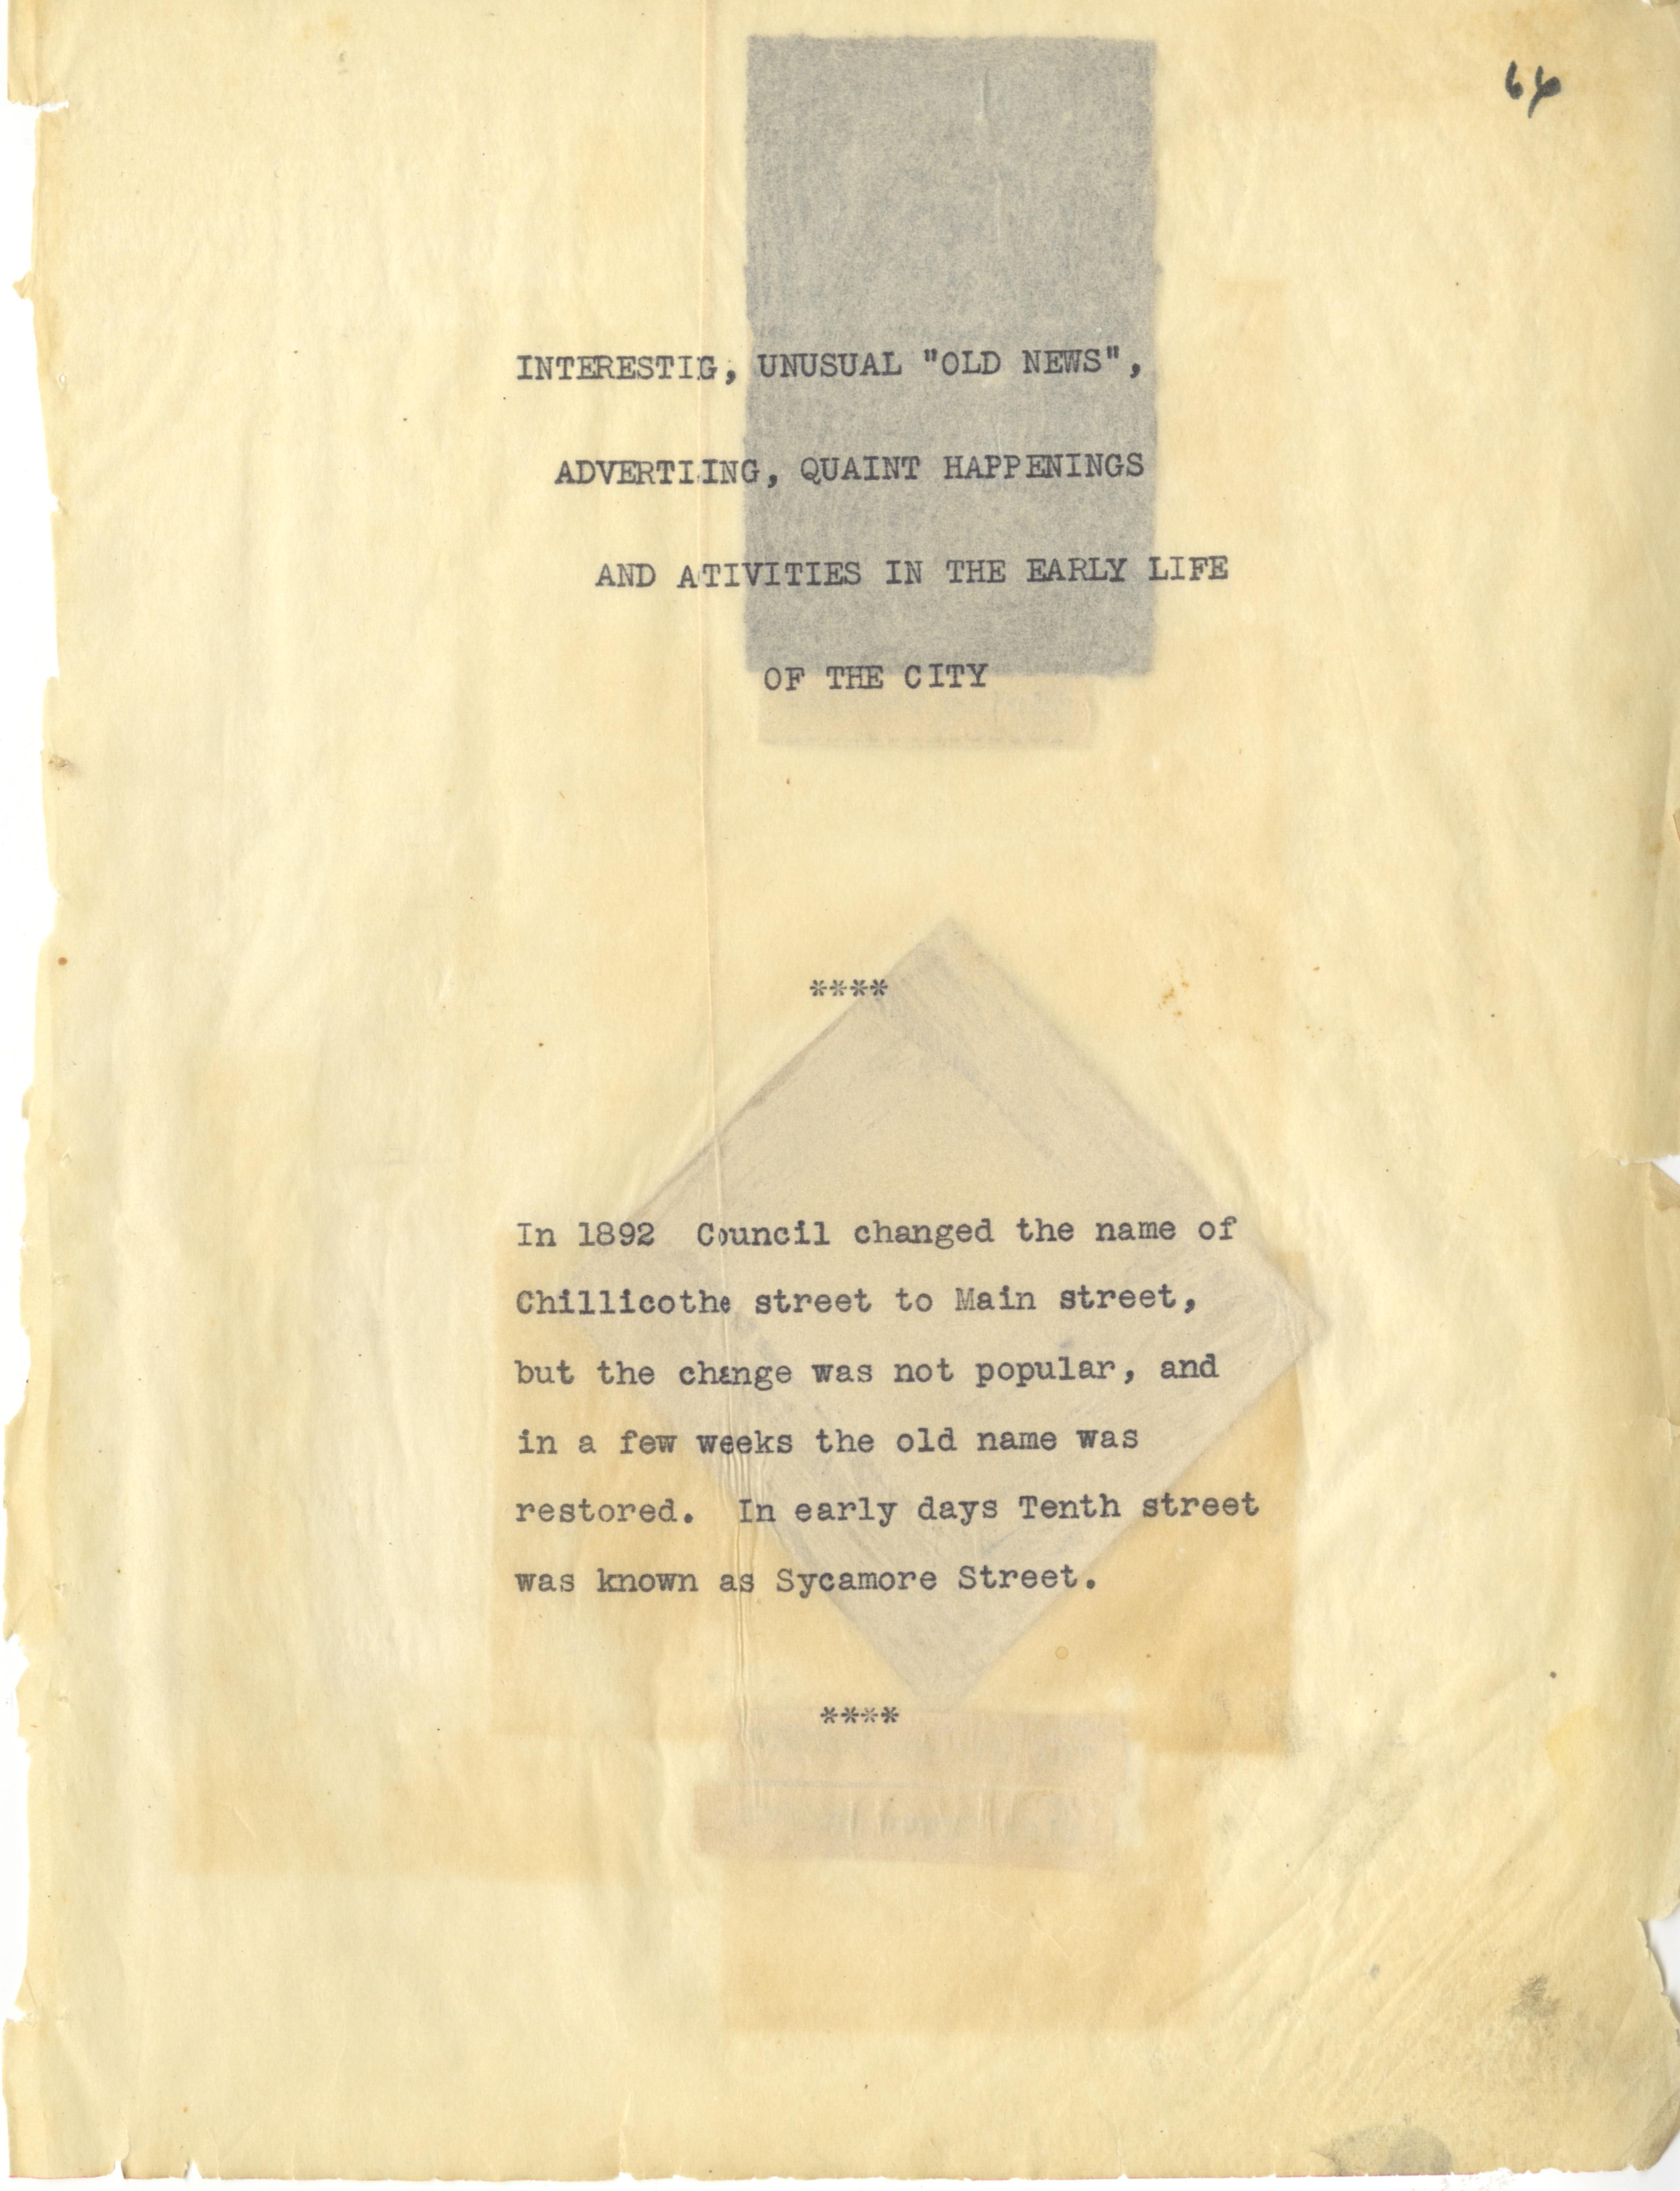 64
INTERESTIG, UNUSUAL "OLD NEWS",
ADVERTIING, QUAINT HAPPENINGS
AND ATIVITIES IN THE EARLY LIFE
OF THE CITY
****
In 1892 Council changed the name of
Chillicothe street to Main street,
but the change was not popular, and
in a few weeks the old name was
restored. In early days Tenth street
was known as Sycamore Street.
****